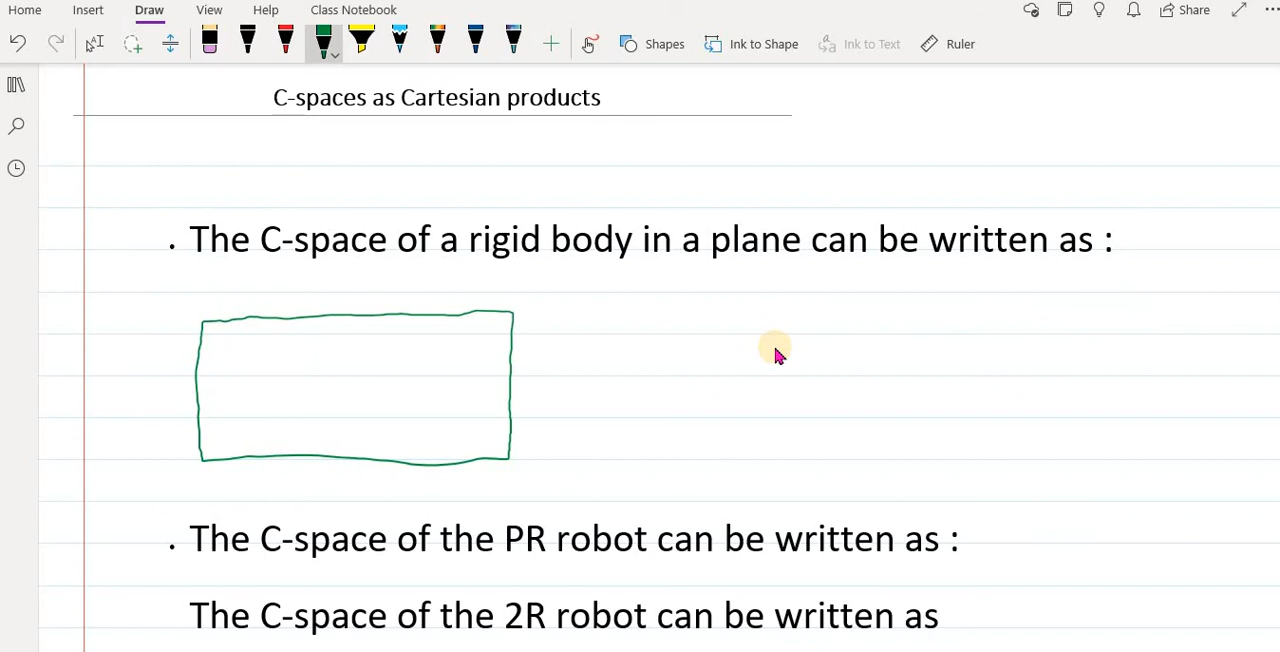 Home Insert Draw View Help Class Notebook Share
Shapes Ink to Shape Ink to Text Ruler
C-spaces as Cartesian products
. The C-space of a rigid body in a plane can be written as :
. The C-space of the PR robot can be written as :
The C-space of the 2R robot can be written as